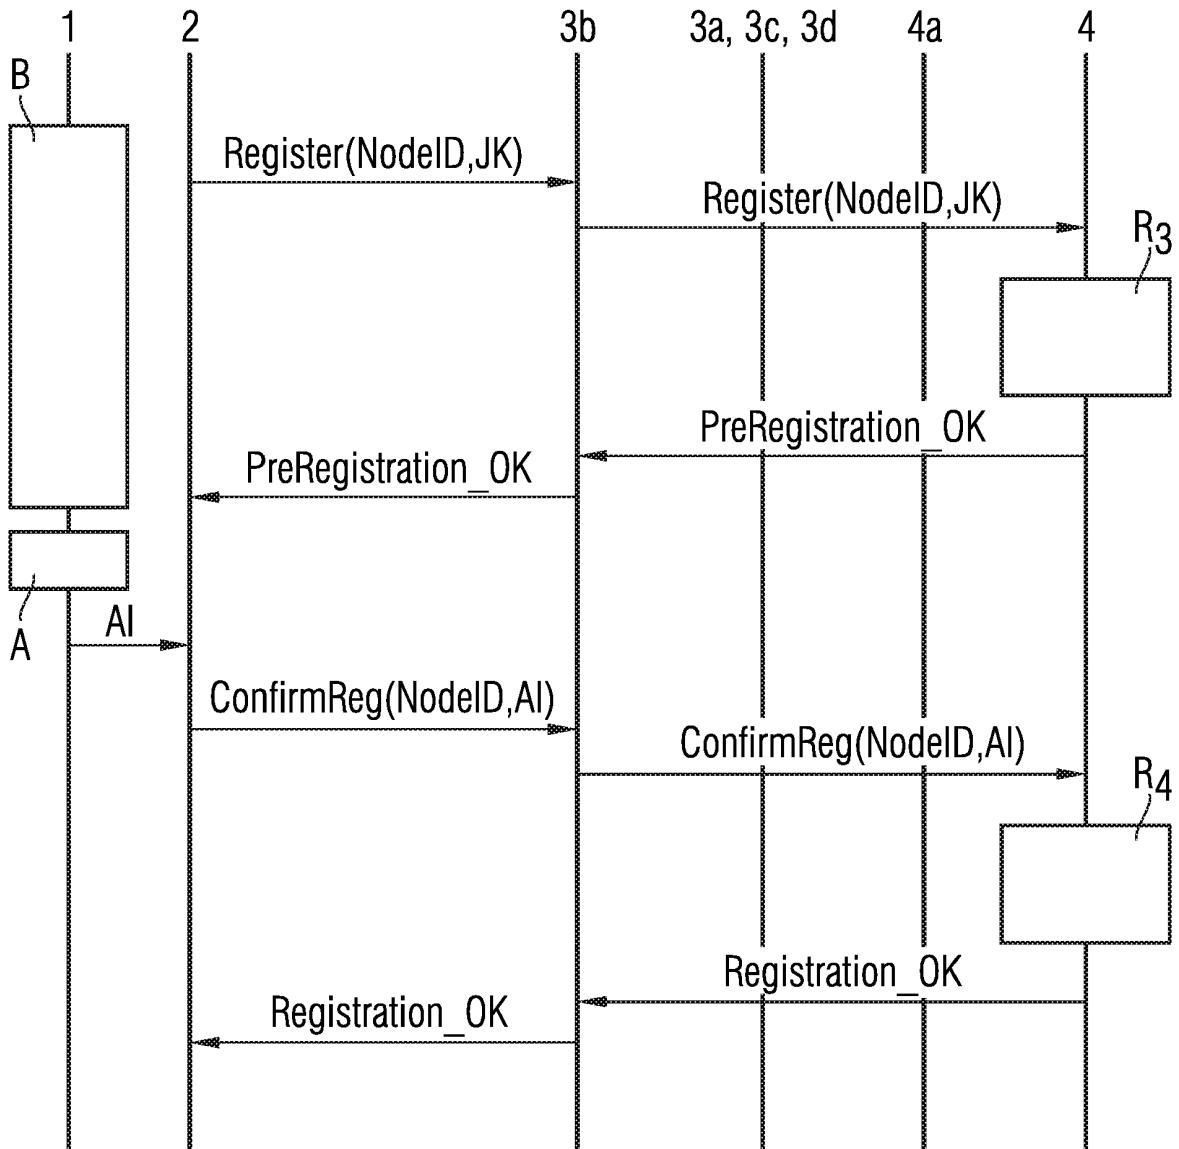 1 2 3b 3a, 3c, 3d 4a 4
B
Register(NodeID,JK)
Register(NodeID,JK)
R3
PreRegistration_OK
PreRegistration_OK
A
AI
ConfirmReg(NodeID,AI)
ConfirmReg(NodeID,AI)
R4
Registration_OK
Registration_OK